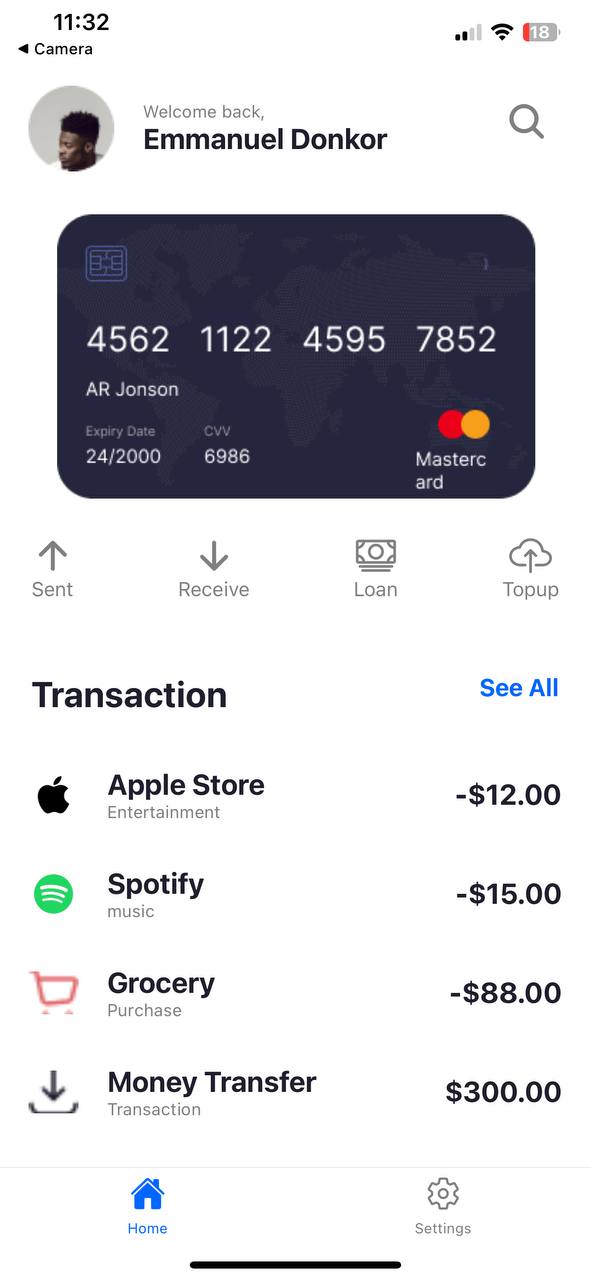 11:32
18
◀ Camera
Welcome back,
Emmanuel Donkor
4562 1122 4595 7852
AR Jonson
Expiry Date CVV
24/2000 6986
Masterc
ard
Sent Receive Loan Topup
Transaction See All
Apple Store -$12.00
Entertainment
Spotify -$15.00
music
Grocery -$88.00
Purchase
Money Transfer $300.00
Transaction
Home Settings